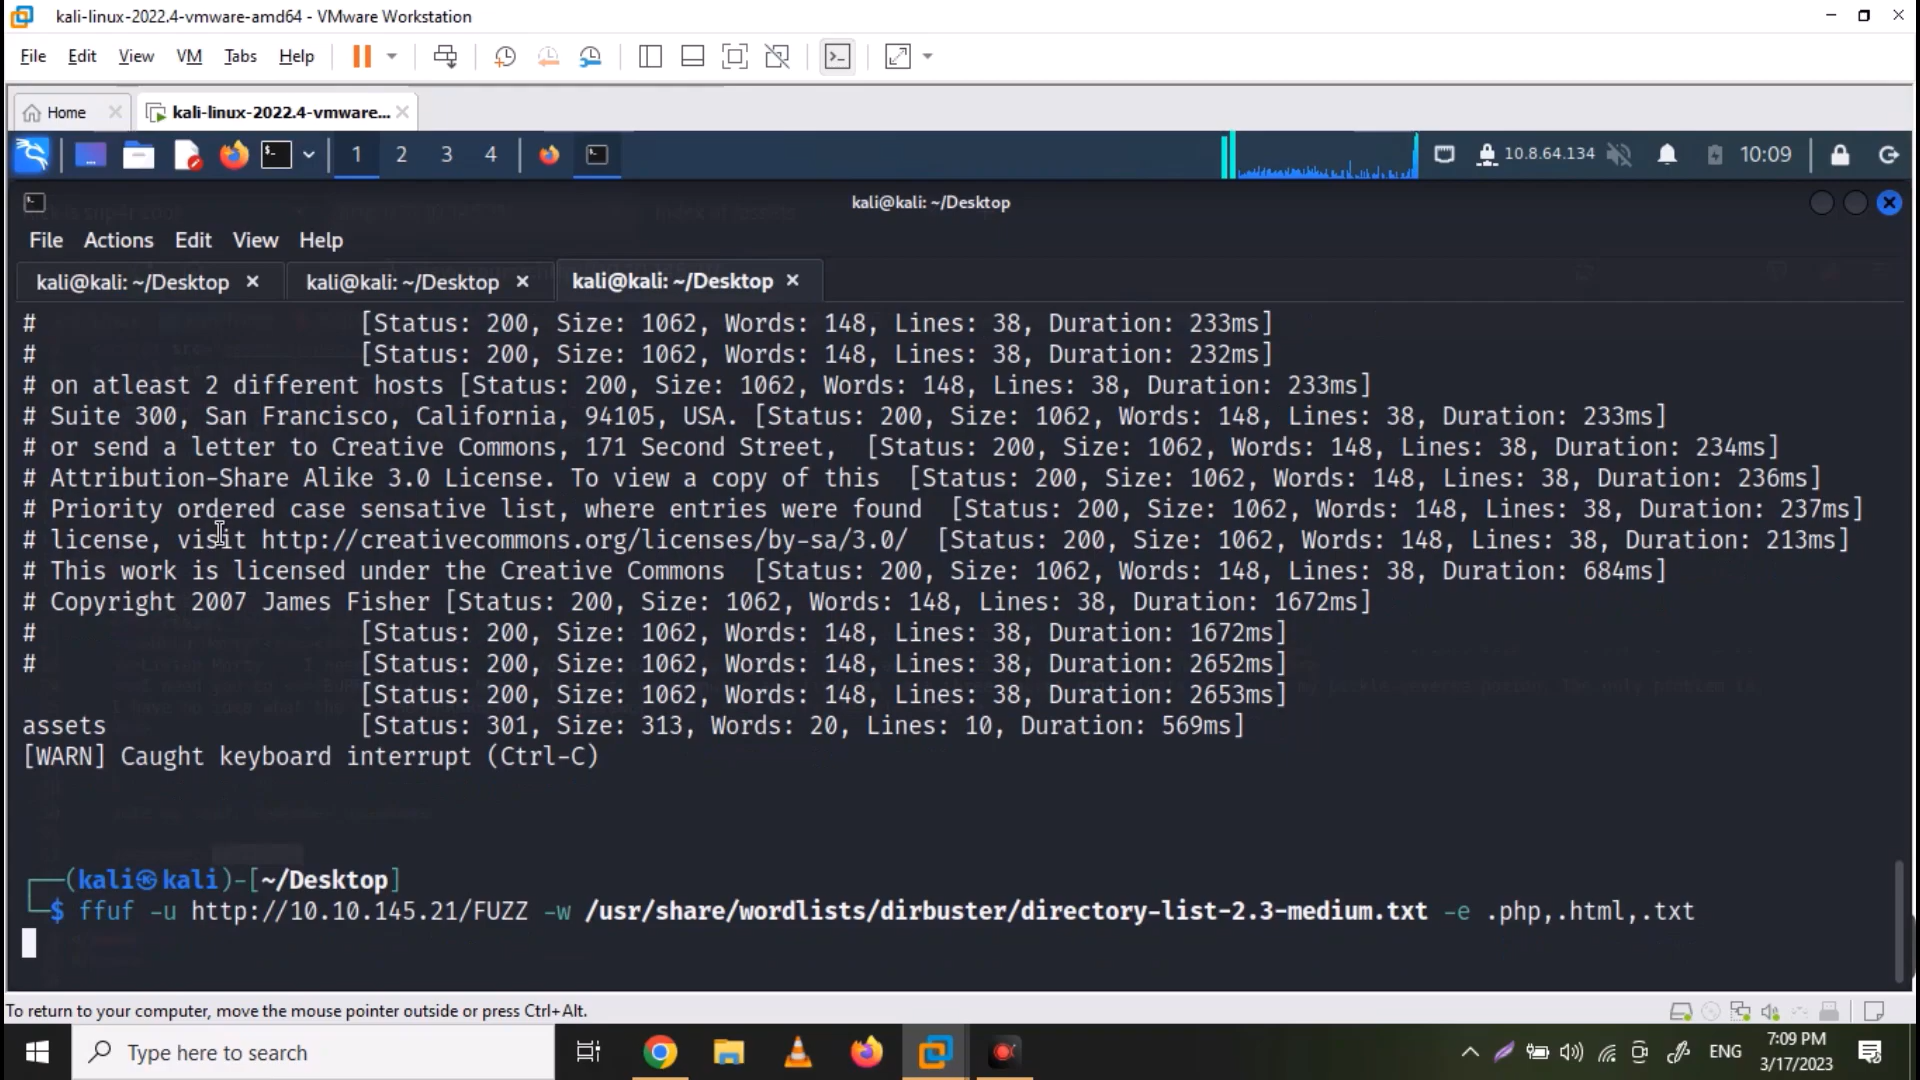 kali-linux-2022.4-vmware-amd64 - VMware Workstation
File Edit View VM Tabs Help
Home kali-linux-2022.4-vmware...
1 2 3 4 10.8.64.134 10:09
kali@kali: ~/Desktop
File Actions Edit View Help
kali@kali: ~/Desktop kali@kali: ~/Desktop kali@kali: ~/Desktop
# [Status: 200, Size: 1062, Words: 148, Lines: 38, Duration: 233ms]
# [Status: 200, Size: 1062, Words: 148, Lines: 38, Duration: 232ms]
# on atleast 2 different hosts [Status: 200, Size: 1062, Words: 148, Lines: 38, Duration: 233ms]
# Suite 300, San Francisco, California, 94105, USA. [Status: 200, Size: 1062, Words: 148, Lines: 38, Duration: 233ms]
# or send a letter to Creative Commons, 171 Second Street, [Status: 200, Size: 1062, Words: 148, Lines: 38, Duration: 234ms]
# Attribution-Share Alike 3.0 License. To view a copy of this [Status: 200, Size: 1062, Words: 148, Lines: 38, Duration: 236ms]
# Priority ordered case sensative list, where entries were found [Status: 200, Size: 1062, Words: 148, Lines: 38, Duration: 237ms]
# license, visit http://creativecommons.org/licenses/by-sa/3.0/ [Status: 200, Size: 1062, Words: 148, Lines: 38, Duration: 213ms]
# This work is licensed under the Creative Commons [Status: 200, Size: 1062, Words: 148, Lines: 38, Duration: 684ms]
# Copyright 2007 James Fisher [Status: 200, Size: 1062, Words: 148, Lines: 38, Duration: 1672ms]
# [Status: 200, Size: 1062, Words: 148, Lines: 38, Duration: 1672ms]
# [Status: 200, Size: 1062, Words: 148, Lines: 38, Duration: 2652ms]
[Status: 200, Size: 1062, Words: 148, Lines: 38, Duration: 2653ms]
assets [Status: 301, Size: 313, Words: 20, Lines: 10, Duration: 569ms]
[WARN] Caught keyboard interrupt (Ctrl-C)
(kali㉿kali)-[~/Desktop]
$ ffuf -u http://10.10.145.21/FUZZ -w /usr/share/wordlists/dirbuster/directory-list-2.3-medium.txt -e .php,.html,.txt
To return to your computer, move the mouse pointer outside or press Ctrl+Alt.
Type here to search ENG 7:09 PM
3/17/2023